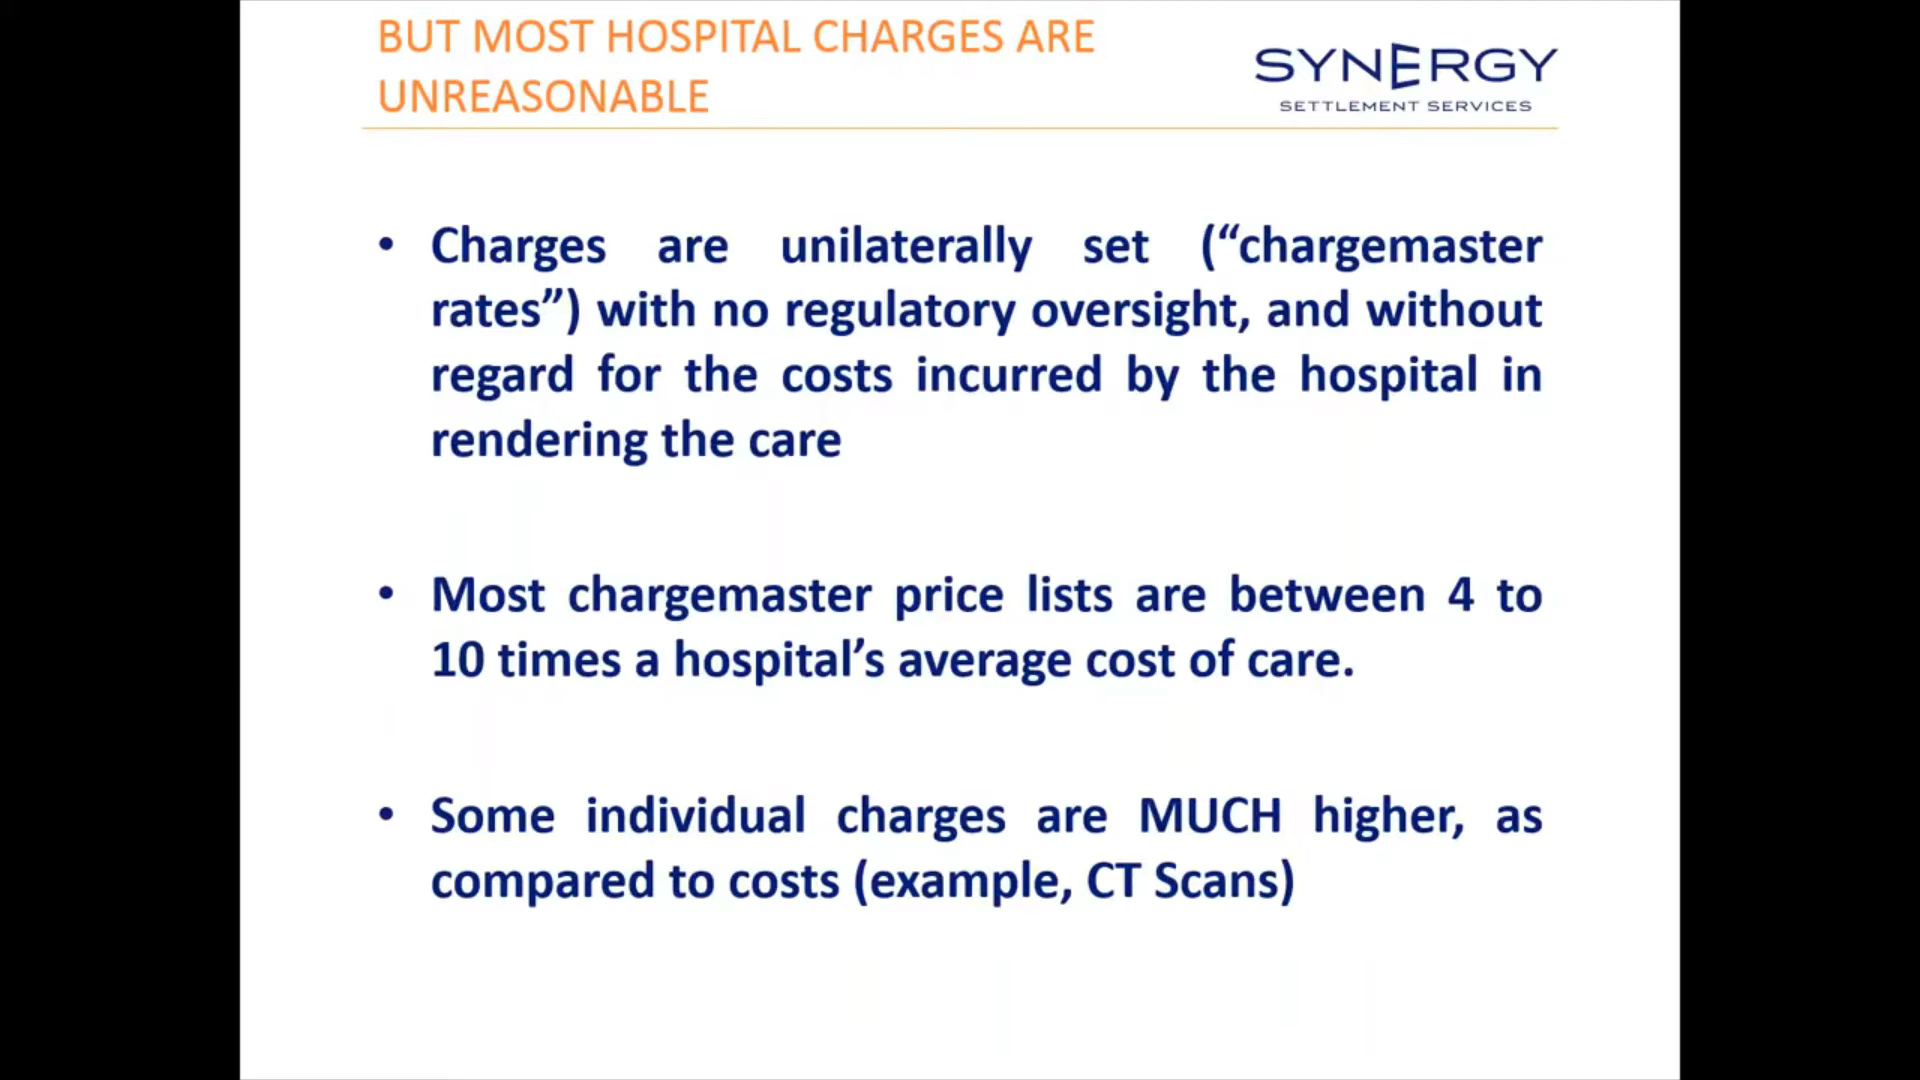 BUT MOST HOSPITAL CHARGES ARE
UNREASONABLE
SYNERGY
SETTLEMENT SERVICES
• Charges are unilaterally set (“chargemaster
rates”) with no regulatory oversight, and without
regard for the costs incurred by the hospital in
rendering the care
• Most chargemaster price lists are between 4 to
10 times a hospital’s average cost of care.
• Some individual charges are MUCH higher, as
compared to costs (example, CT Scans)